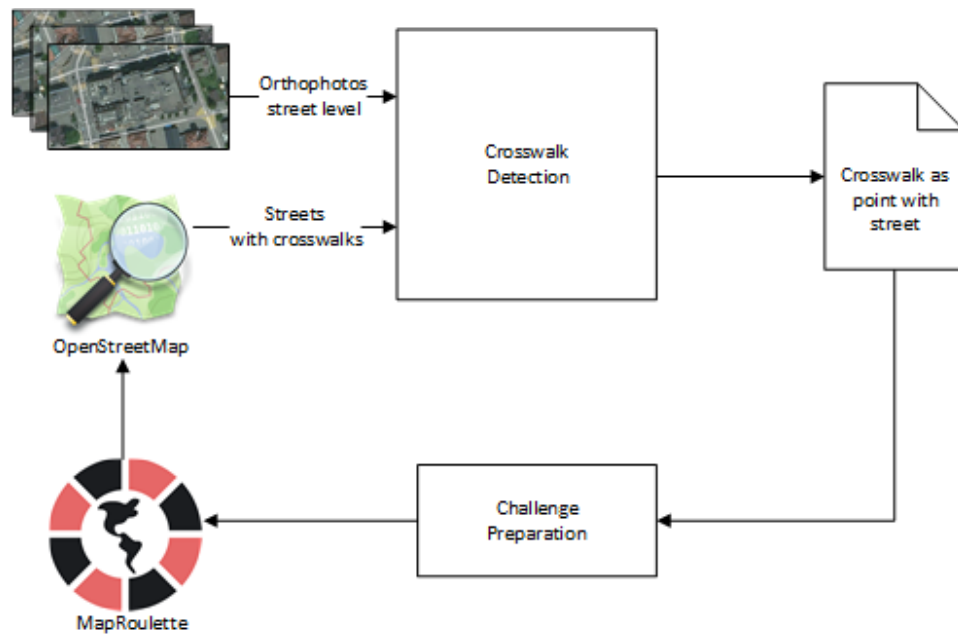 Orthophotos
street level
Crosswalk
Detection
Crosswalk as
point with
street
Streets
with crosswalks
OpenStreetMap
Challenge
Preparation
MapRoulette